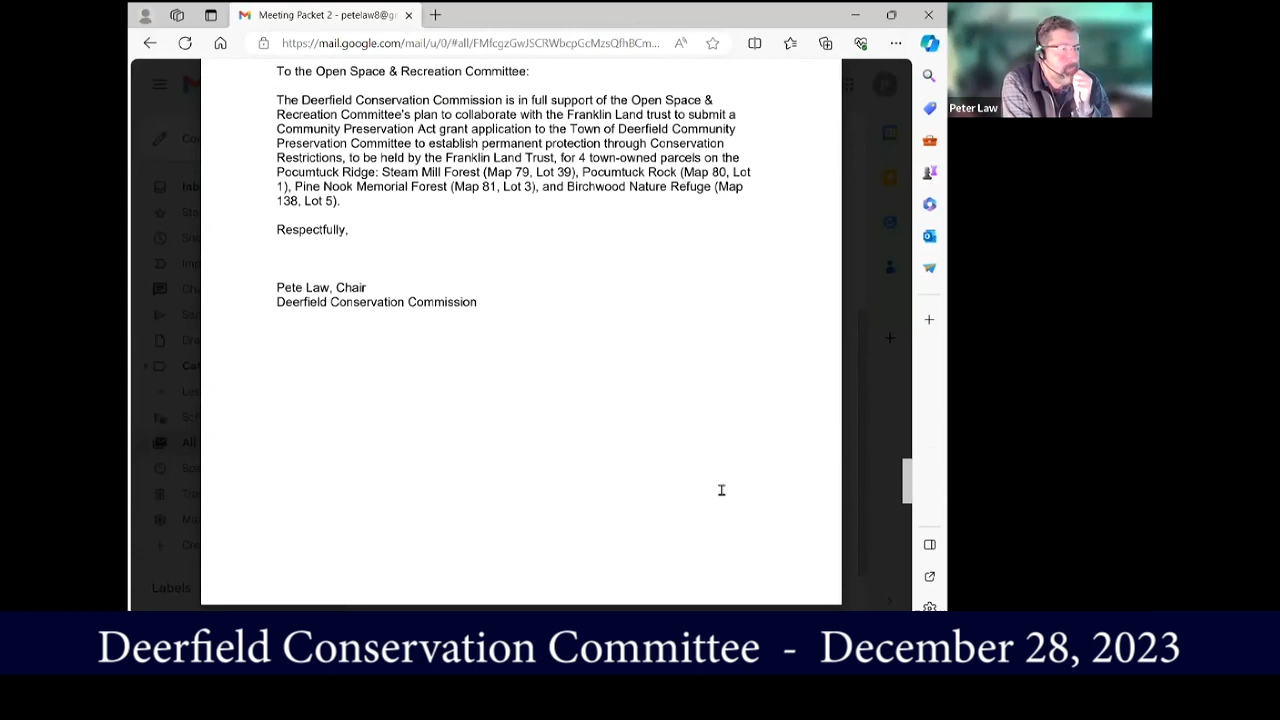 Meeting Packet 2 - petelaw8@gr
https://mail.google.com/mail/u/0/#all/FMfcgzGwJSCRWbcpGcMzsQfhBCm...
To the Open Space & Recreation Committee:
The Deerfield Conservation Commission is in full support of the Open Space &
Recreation Committee's plan to collaborate with the Franklin Land trust to submit a
Community Preservation Act grant application to the Town of Deerfield Community
Preservation Committee to establish permanent protection through Conservation
Restrictions, to be held by the Franklin Land Trust, for 4 town-owned parcels on the
Pocumtuck Ridge: Steam Mill Forest (Map 79, Lot 39), Pocumtuck Rock (Map 80, Lot
1), Pine Nook Memorial Forest (Map 81, Lot 3), and Birchwood Nature Refuge (Map
138, Lot 5).
Respectfully,
Pete Law, Chair
Deerfield Conservation Commission
Inb
All
Labels
Peter Law
Deerfield Conservation Committee - December 28, 2023